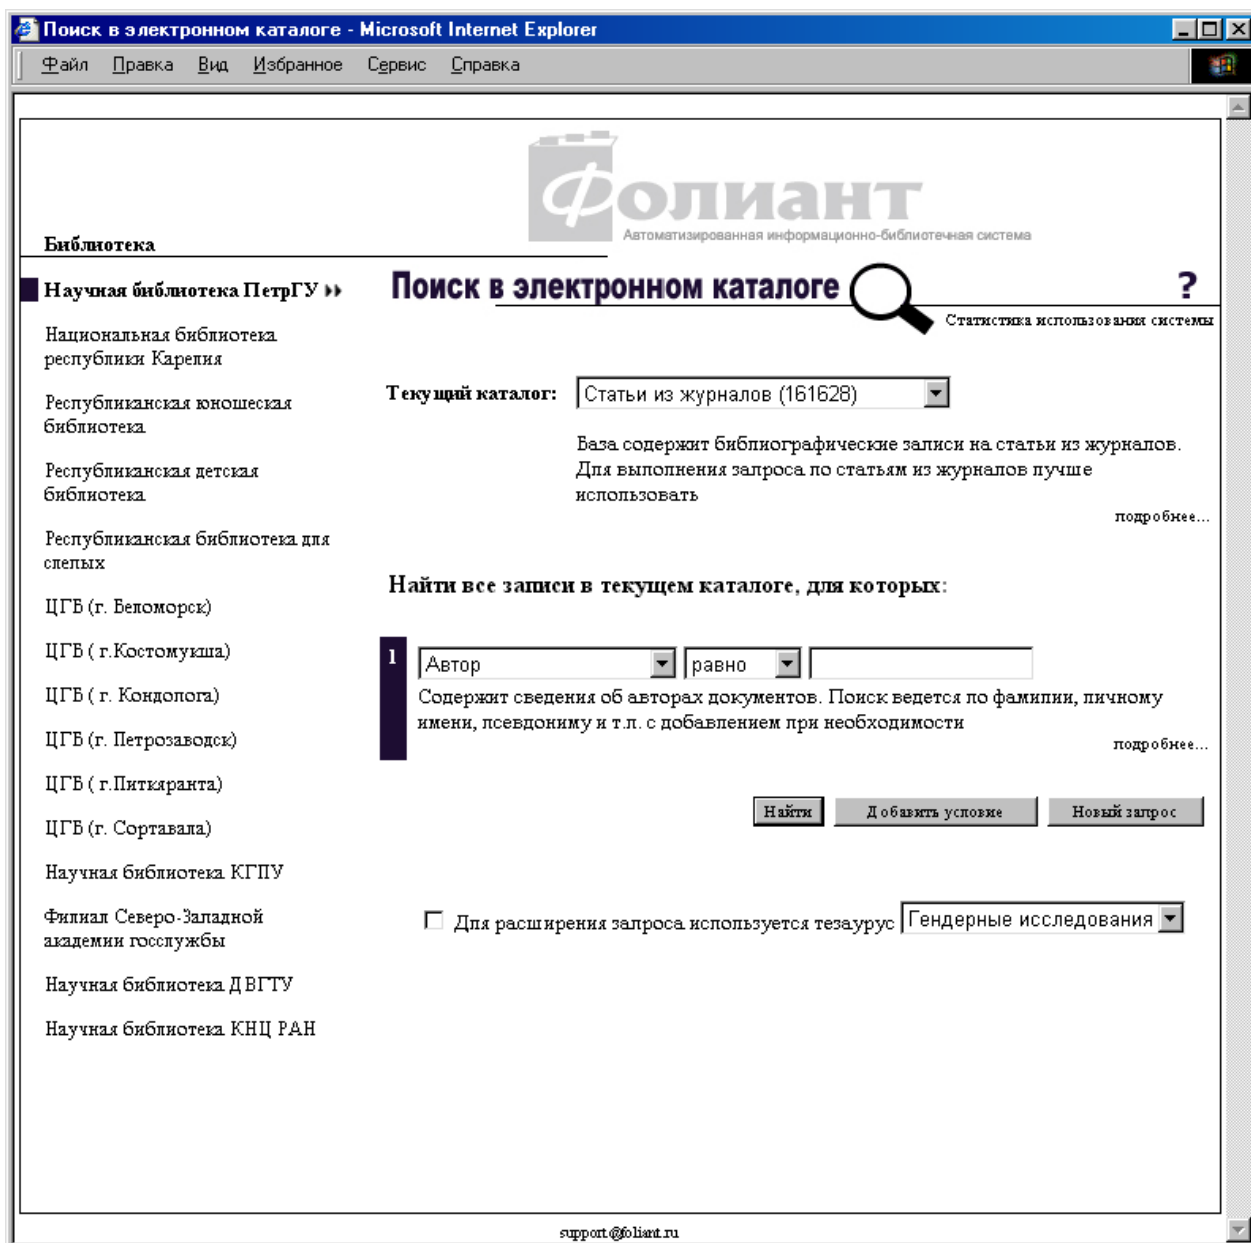 Поиск в электронном каталоге - Microsoft Internet Explorer
Файл Правка Вид Избранное Сервис Справка
Фолиант
Автоматизированная информационно-библиотечная система
Библиотека
Научная библиотека ПетрГУ
Национальная библиотека
республики Карелия
Республиканская юношеская
библиотека
Республиканская детская
библиотека
Республиканская библиотека для
слепых
ЦГБ (г. Беломорск)
ЦГБ ( г.Костомукша)
ЦГБ ( г. Кондопога)
ЦГБ (г. Петрозаводск)
ЦГБ ( г.Питкяранта)
ЦГБ (г. Сортавала)
Научная библиотека КГПУ
Филиал Северо-Западной
академии госслужбы
Научная библиотека ДВГТУ
Научная библиотека КНЦ РАН
Поиск в электронном каталоге ?
Статистика использования системы
Текущий каталог: Статьи из журналов (161628)
База содержит библиографические записи на статьи из журналов.
Для выполнения запроса по статьям из журналов лучше
использовать
подробнее...
Найти все записи в текущем каталоге, для которых:
1 Автор равно
Содержит сведения об авторах документов. Поиск ведется по фамилии, личному
имени, псевдониму и т.п. с добавлением при необходимости
подробнее...
Найти Добавить условие Новый запрос
Для расширения запроса используется тезаурус Гендерные исследования
support@foliant.ru